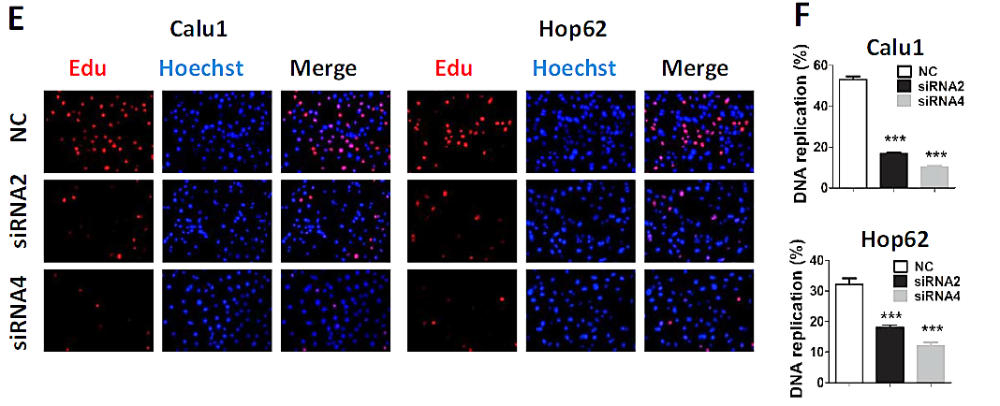 E
Calu1
Hop62
Edu Hoechst Merge Edu Hoechst Merge
NC
siRNA2
siRNA4
F
Calu1
DNA replication (%)
60
40
20
0
NC
siRNA2
siRNA4
***
***
Hop62
DNA replication (%)
40
30
20
10
0
NC
siRNA2
siRNA4
***
***